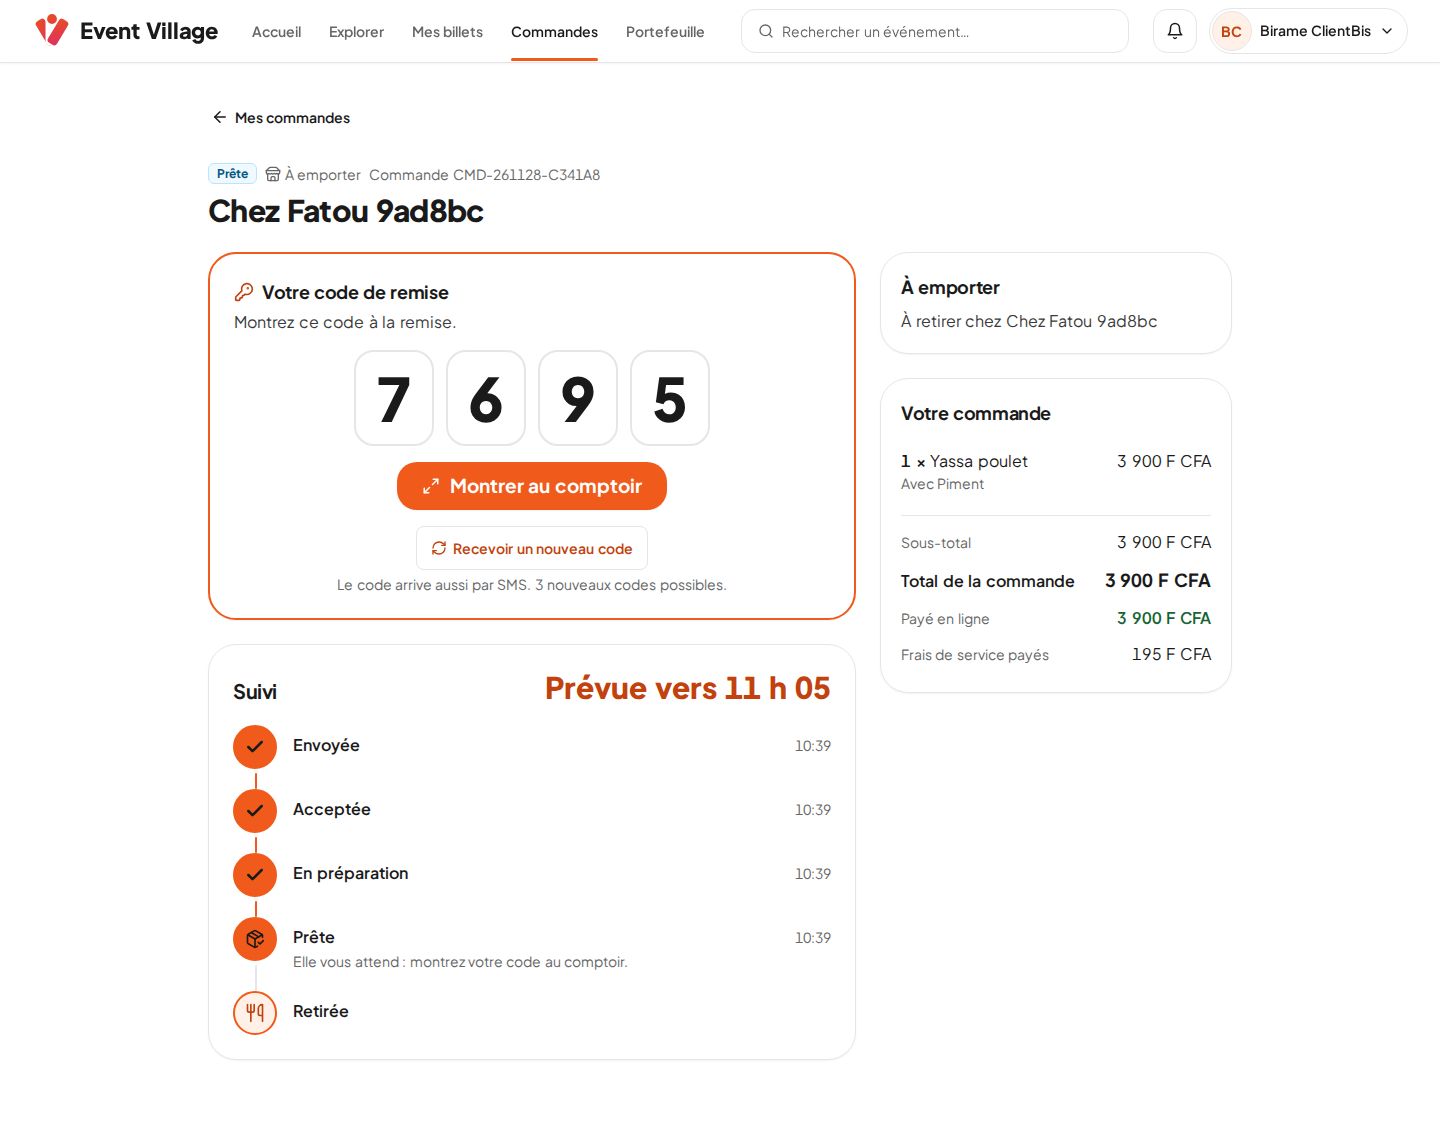 Event Village
Accueil
Explorer
Mes billets
Commandes
Portefeuille
Rechercher un événement…
BC
Birame ClientBis
Mes commandes
Prête
À emporter
Commande CMD-261128-C341A8
Chez Fatou 9ad8bc
Votre code de remise
Montrez ce code à la remise.
7 6 9 5
Montrer au comptoir
Recevoir un nouveau code
Le code arrive aussi par SMS. 3 nouveaux codes possibles.
Suivi
Prévue vers 11 h 05
Envoyée 10:39
Acceptée 10:39
En préparation 10:39
Prête 10:39
Elle vous attend : montrez votre code au comptoir.
Retirée
À emporter
À retirer chez Chez Fatou 9ad8bc
Votre commande
1 × Yassa poulet 3 900 F CFA
Avec Piment
Sous-total 3 900 F CFA
Total de la commande 3 900 F CFA
Payé en ligne 3 900 F CFA
Frais de service payés 195 F CFA